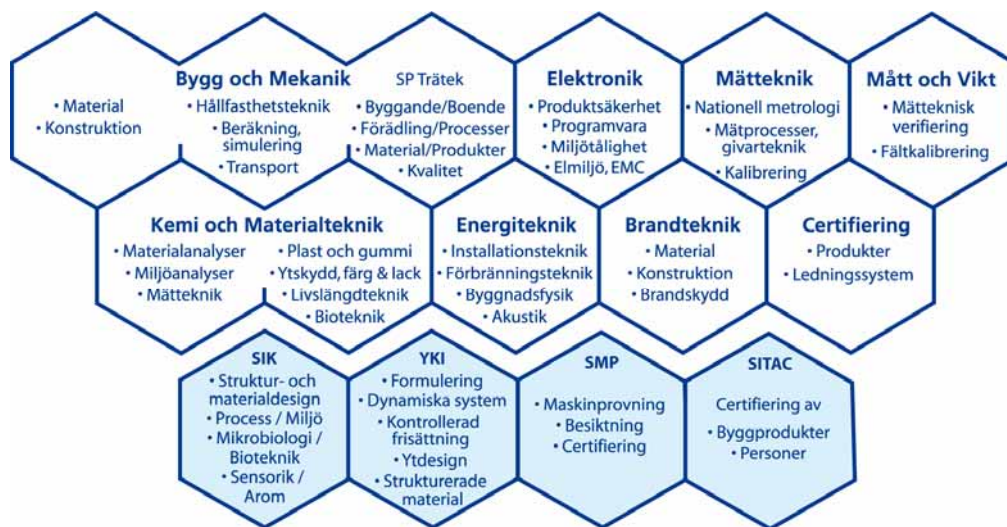 Bygg och Mekanik
• Material
• Konstruktion
• Hållfasthetsteknik
• Beräkning,
simulering
• Transport
SP Trätek
• Byggande/Boende
• Förädling/Processer
• Material/Produkter
• Kvalitet
Elektronik
• Produktsäkerhet
• Programvara
• Miljötålighet
• Elmiljö, EMC
Mätteknik
• Nationell metrologi
• Mätprocesser,
givarteknik
• Kalibrering
Mått och Vikt
• Mätteknisk
verifiering
• Fältkalibrering
Kemi och Materialteknik
• Materialanalyser
• Miljöanalyser
• Mätteknik
• Plast och gummi
• Ytskydd, färg & lack
• Livslängdteknik
• Bioteknik
Energiteknik
• Installationsteknik
• Förbränningsteknik
• Byggnadsfysik
• Akustik
Brandteknik
• Material
• Konstruktion
• Brandskydd
Certifiering
• Produkter
• Ledningssystem
SIK
• Struktur- och
materialdesign
• Process / Miljö
• Mikrobiologi /
Bioteknik
• Sensorik /
Arom
YKI
• Formulering
• Dynamiska system
• Kontrollerad
frisättning
• Ytdesign
• Strukturerade
material
SMP
• Maskinprovning
• Besiktning
• Certifiering
SITAC
Certifiering av
• Byggprodukter
• Personer